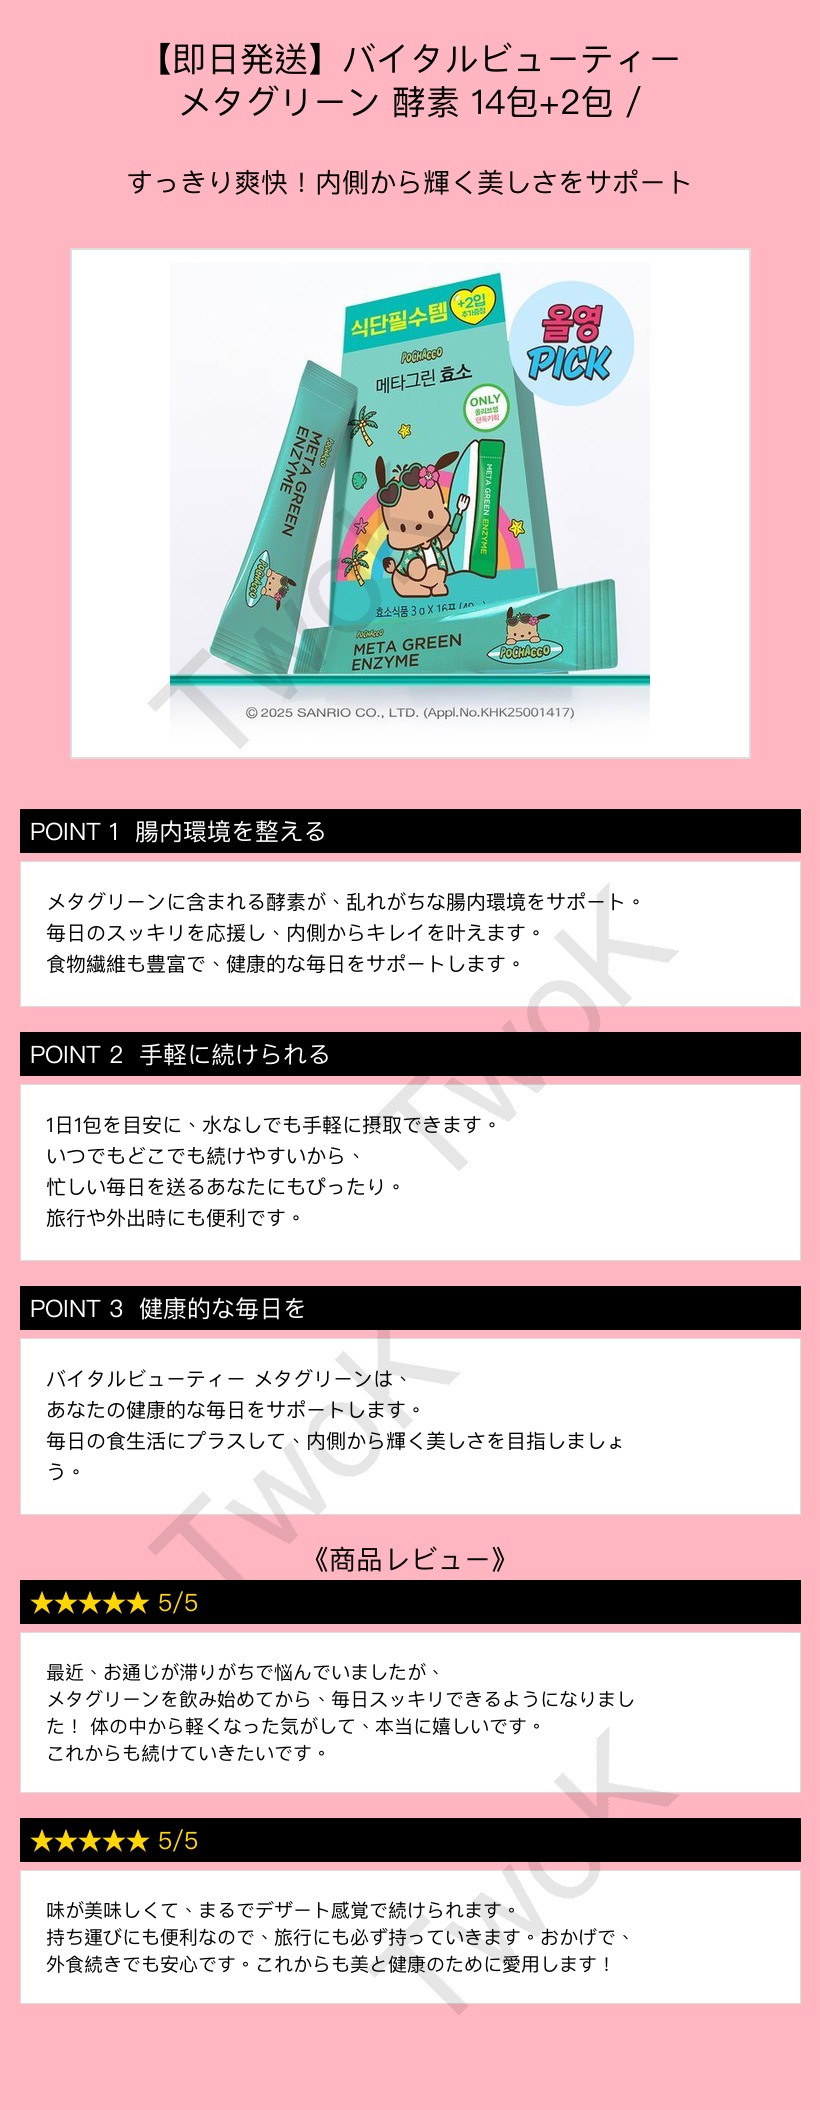 【即日発送】バイタルビューティー
メタグリーン 酵素 14包+2包 /
すっきり爽快！内側から輝く美しさをサポート
식단필수템
+2입
추가증정
올영
PICK
POCHACCO
메타그린 효소
ONLY
올리브영
단독기획
POCHACCO
META GREEN
ENZYME
META GREEN ENZYME
POCHACCO
효소식품 3 g X 16포
POCHACCO
META GREEN
ENZYME
POCHACCO
© 2025 SANRIO CO., LTD. (Appl.No.KHK25001417)
TwoK
POINT 1 腸内環境を整える
メタグリーンに含まれる酵素が、乱れがちな腸内環境をサポート。
毎日のスッキリを応援し、内側からキレイを叶えます。
食物繊維も豊富で、健康的な毎日をサポートします。
TwoK
POINT 2 手軽に続けられる
1日1包を目安に、水なしでも手軽に摂取できます。
いつでもどこでも続けやすいから、
忙しい毎日を送るあなたにもぴったり。
旅行や外出時にも便利です。
POINT 3 健康的な毎日を
バイタルビューティー メタグリーンは、
あなたの健康的な毎日をサポートします。
毎日の食生活にプラスして、内側から輝く美しさを目指しましょ
う。
TwoK
《商品レビュー》
★★★★★ 5/5
最近、お通じが滞りがちで悩んでいましたが、
メタグリーンを飲み始めてから、毎日スッキリできるようになりまし
た！ 体の中から軽くなった気がして、本当に嬉しいです。
これからも続けていきたいです。
★★★★★ 5/5
味が美味しくて、まるでデザート感覚で続けられます。
持ち運びにも便利なので、旅行にも必ず持っていきます。おかげで、
外食続きでも安心です。これからも美と健康のために愛用します！
TwoK